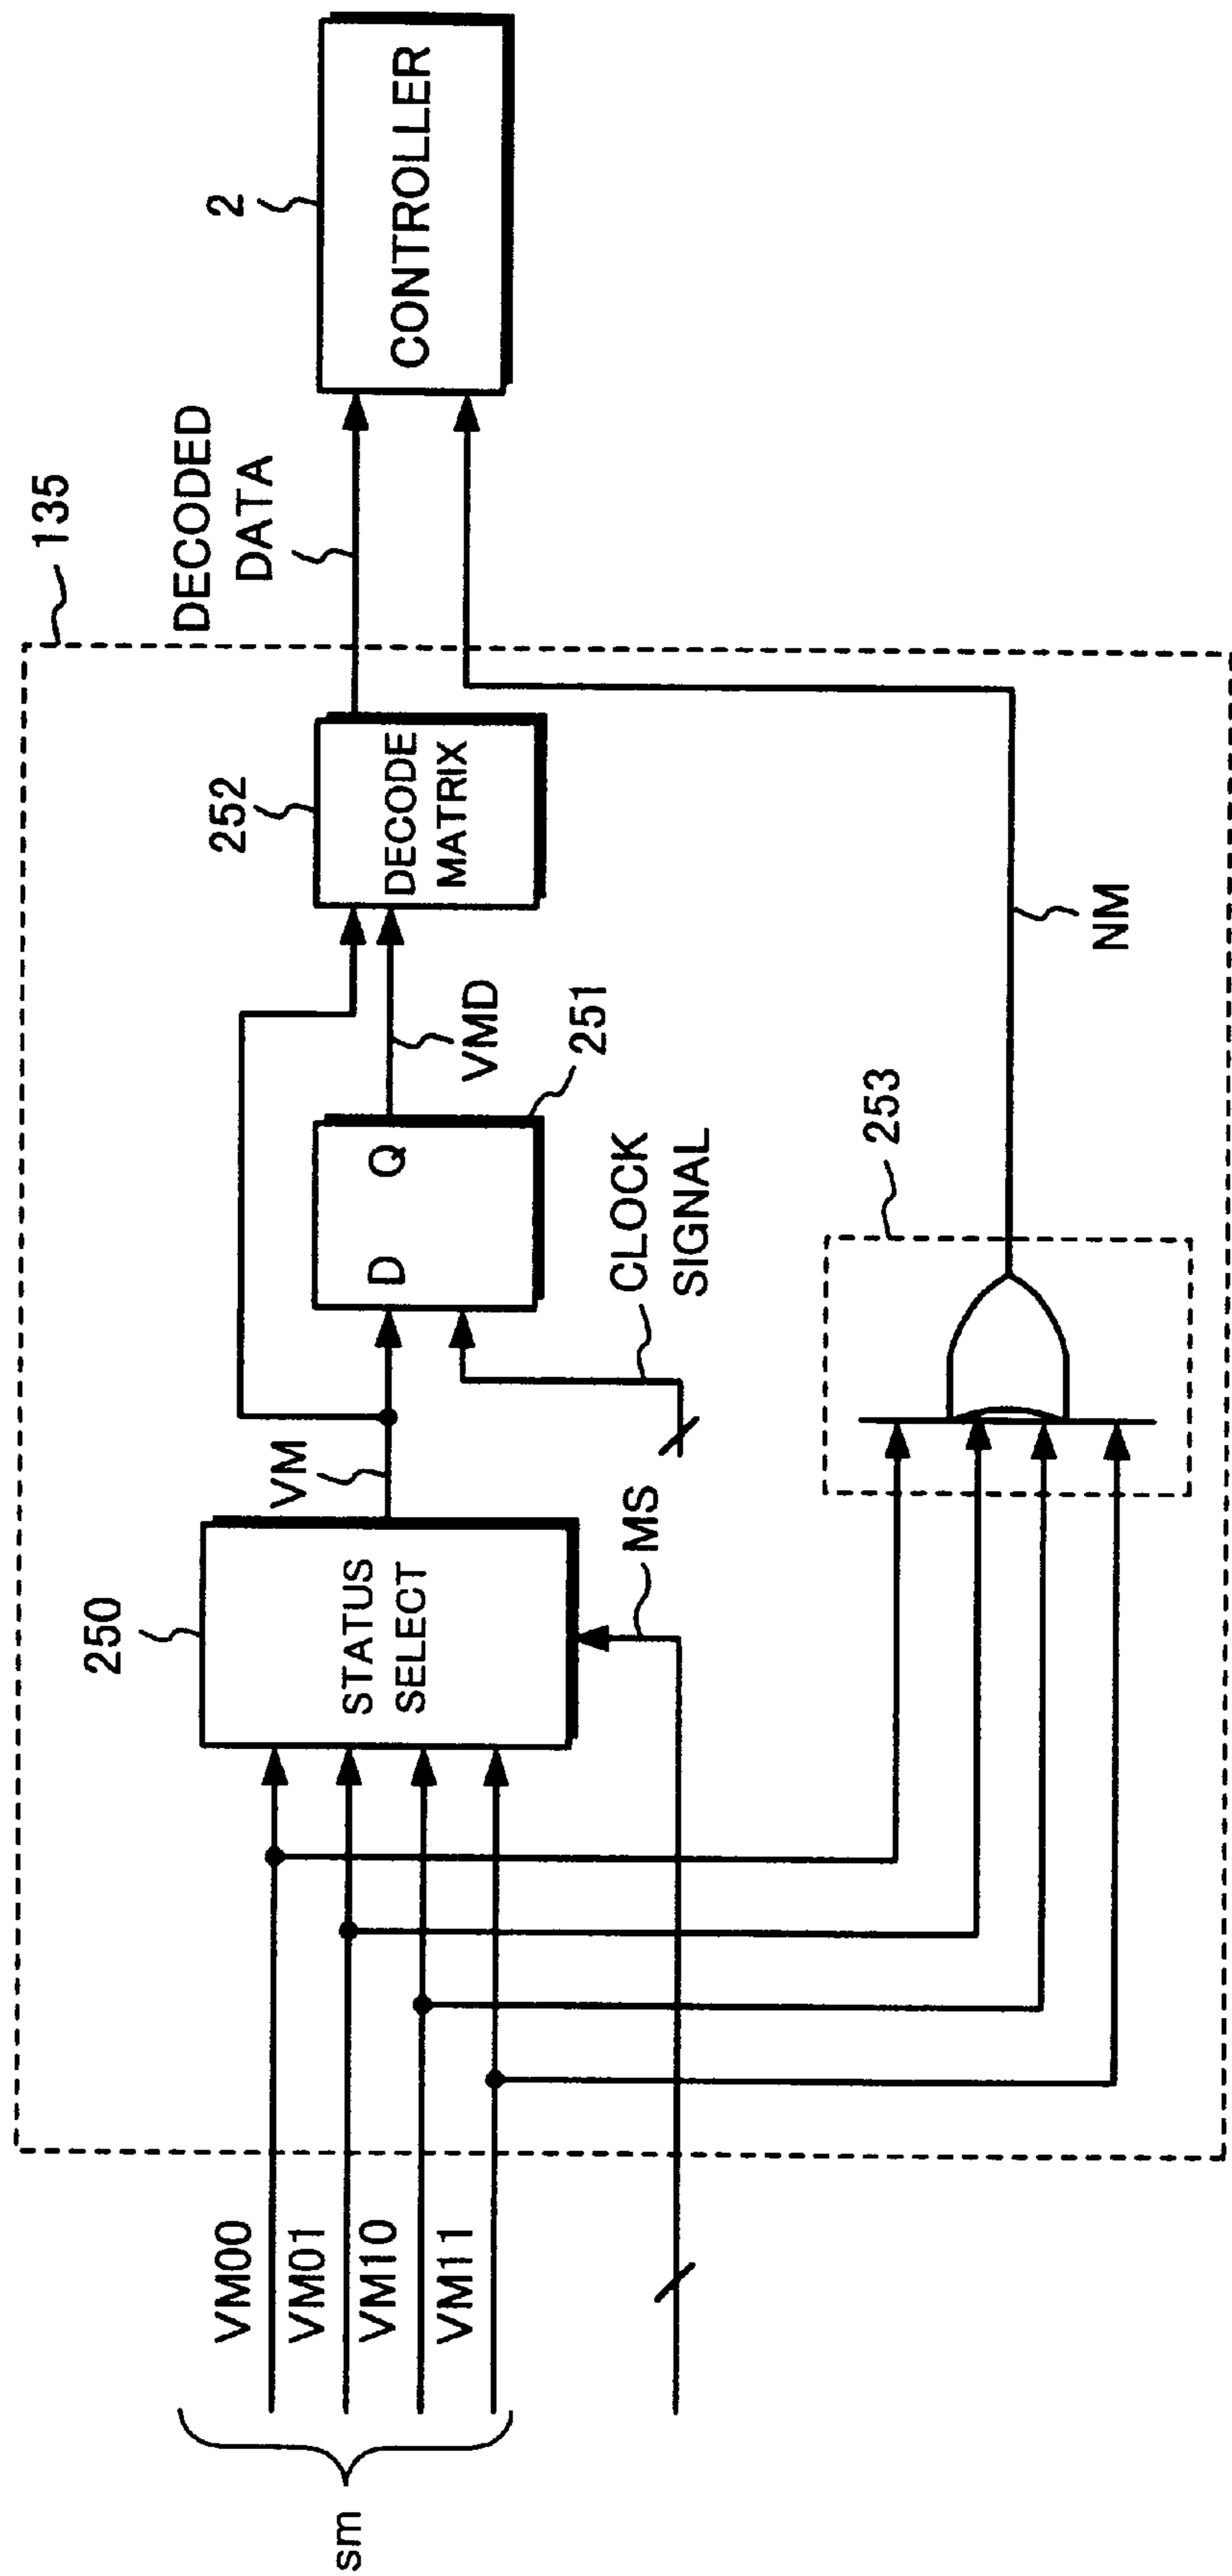 sm
VM00
VM01
VM10
VM11
250
STATUS
SELECT
MS
VM
D Q
251
CLOCK
SIGNAL
VMD
252
DECODE
MATRIX
253
NM
135
DECODED
DATA
2
CONTROLLER